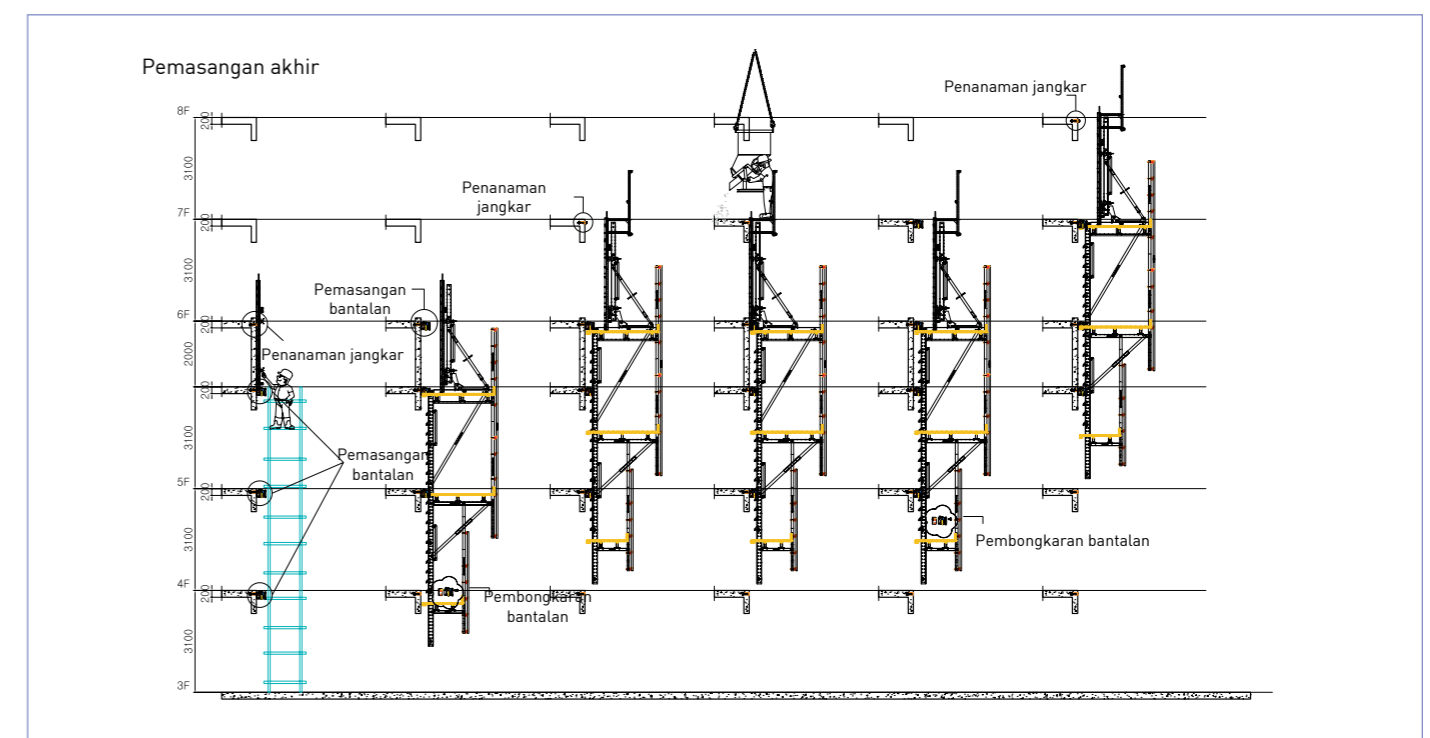 Pemasangan akhir
Penanaman jangkar
8F
200
3100
Penanaman
jangkar
7F
200
3100
Pemasangan
bantalan
6F
200
Penanaman jangkar
2000
200
3100
Pemasangan
bantalan
5F
200
3100
Pembongkaran bantalan
4F
200
Pembongkaran
bantalan
3100
3F